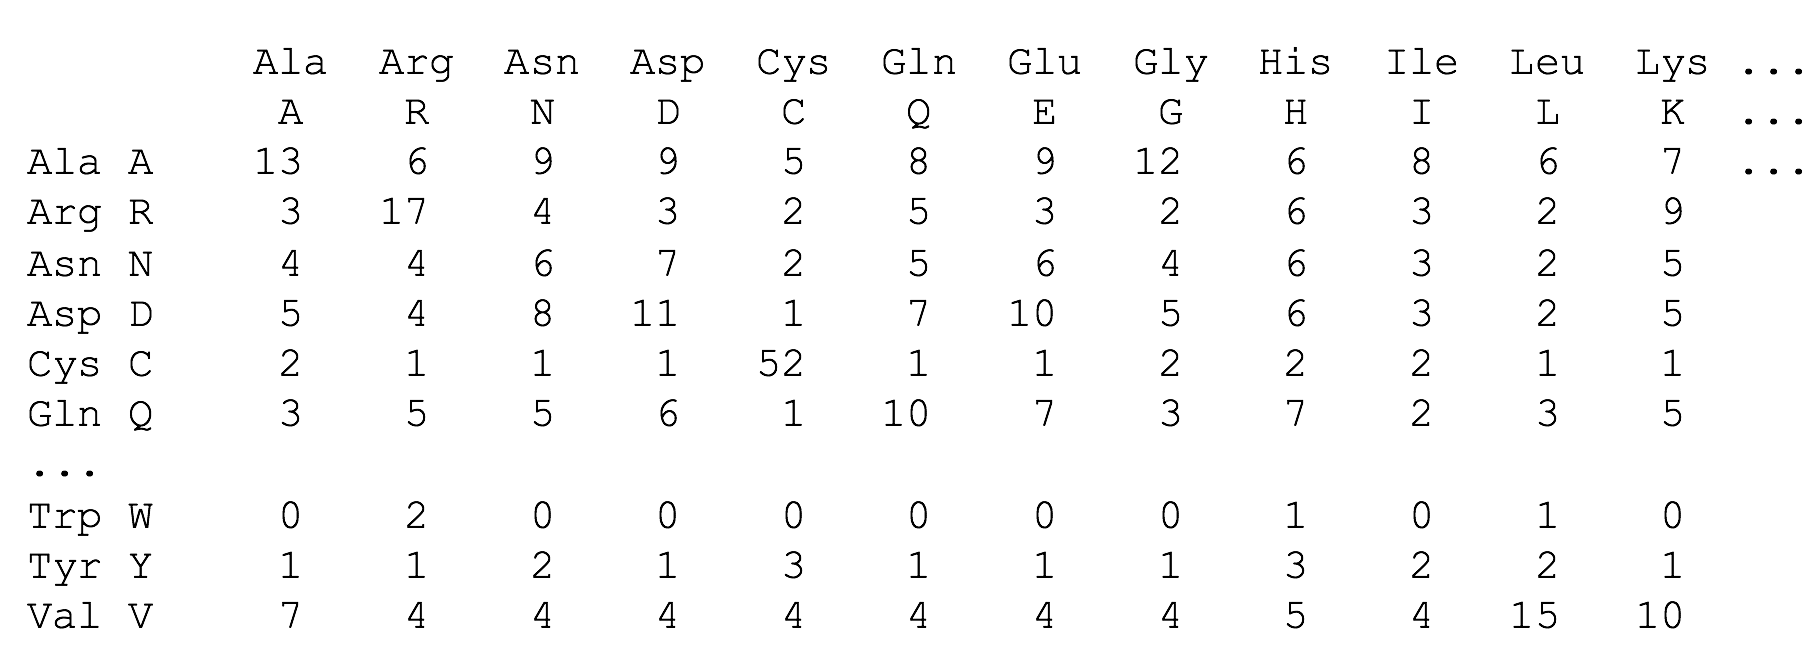 Ala Arg Asn Asp Cys Gln Glu Gly His Ile Leu Lys ...
A R N D C Q E G H I L K ...
Ala A 13 6 9 9 5 8 9 12 6 8 6 7 ...
Arg R 3 17 4 3 2 5 3 2 6 3 2 9
Asn N 4 4 6 7 2 5 6 4 6 3 2 5
Asp D 5 4 8 11 1 7 10 5 6 3 2 5
Cys C 2 1 1 1 52 1 1 2 2 2 1 1
Gln Q 3 5 5 6 1 10 7 3 7 2 3 5
...
Trp W 0 2 0 0 0 0 0 0 1 0 1 0
Tyr Y 1 1 2 1 3 1 1 1 3 2 2 1
Val V 7 4 4 4 4 4 4 4 5 4 15 10